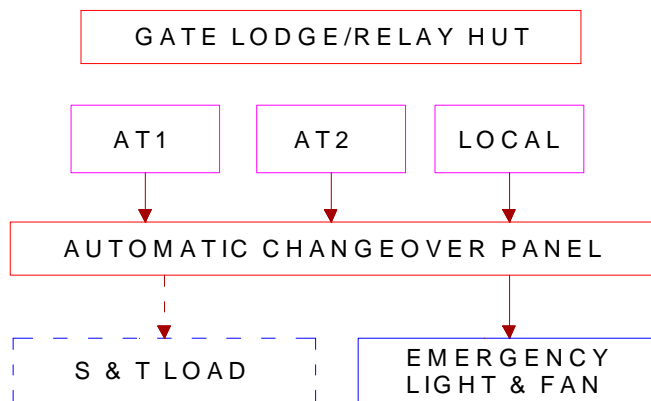 GATE LODGE/RELAY HUT
AT1 AT2 LOCAL
AUTOMATIC CHANGEOVER PANEL
S & T LOAD
EMERGENCY
LIGHT & FAN